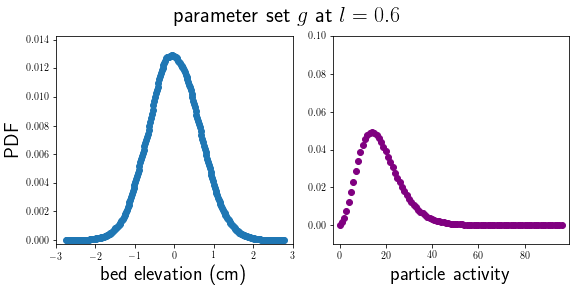 parameter set g at l = 0.6
PDF
0.014
0.012
0.010
0.008
0.006
0.004
0.002
0.000
−3 −2 −1 0 1 2 3
bed elevation (cm)
0.10
0.08
0.06
0.04
0.02
0.00
0 20 40 60 80
particle activity